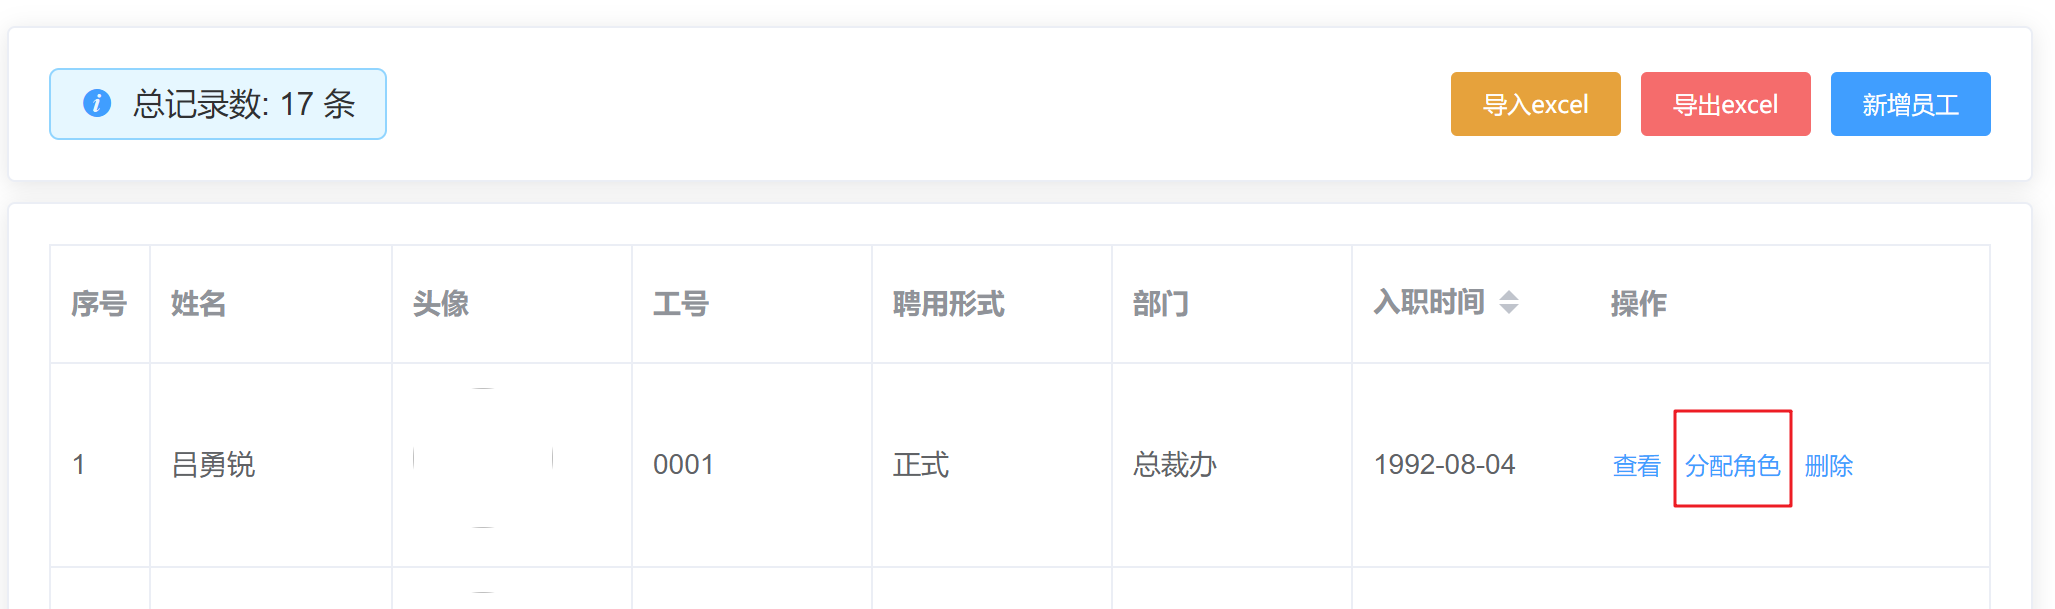 总记录数: 17 条
导入excel 导出excel 新增员工
序号 姓名 头像 工号 聘用形式 部门 入职时间 操作
1 吕勇锐 0001 正式 总裁办 1992-08-04 查看 分配角色 删除